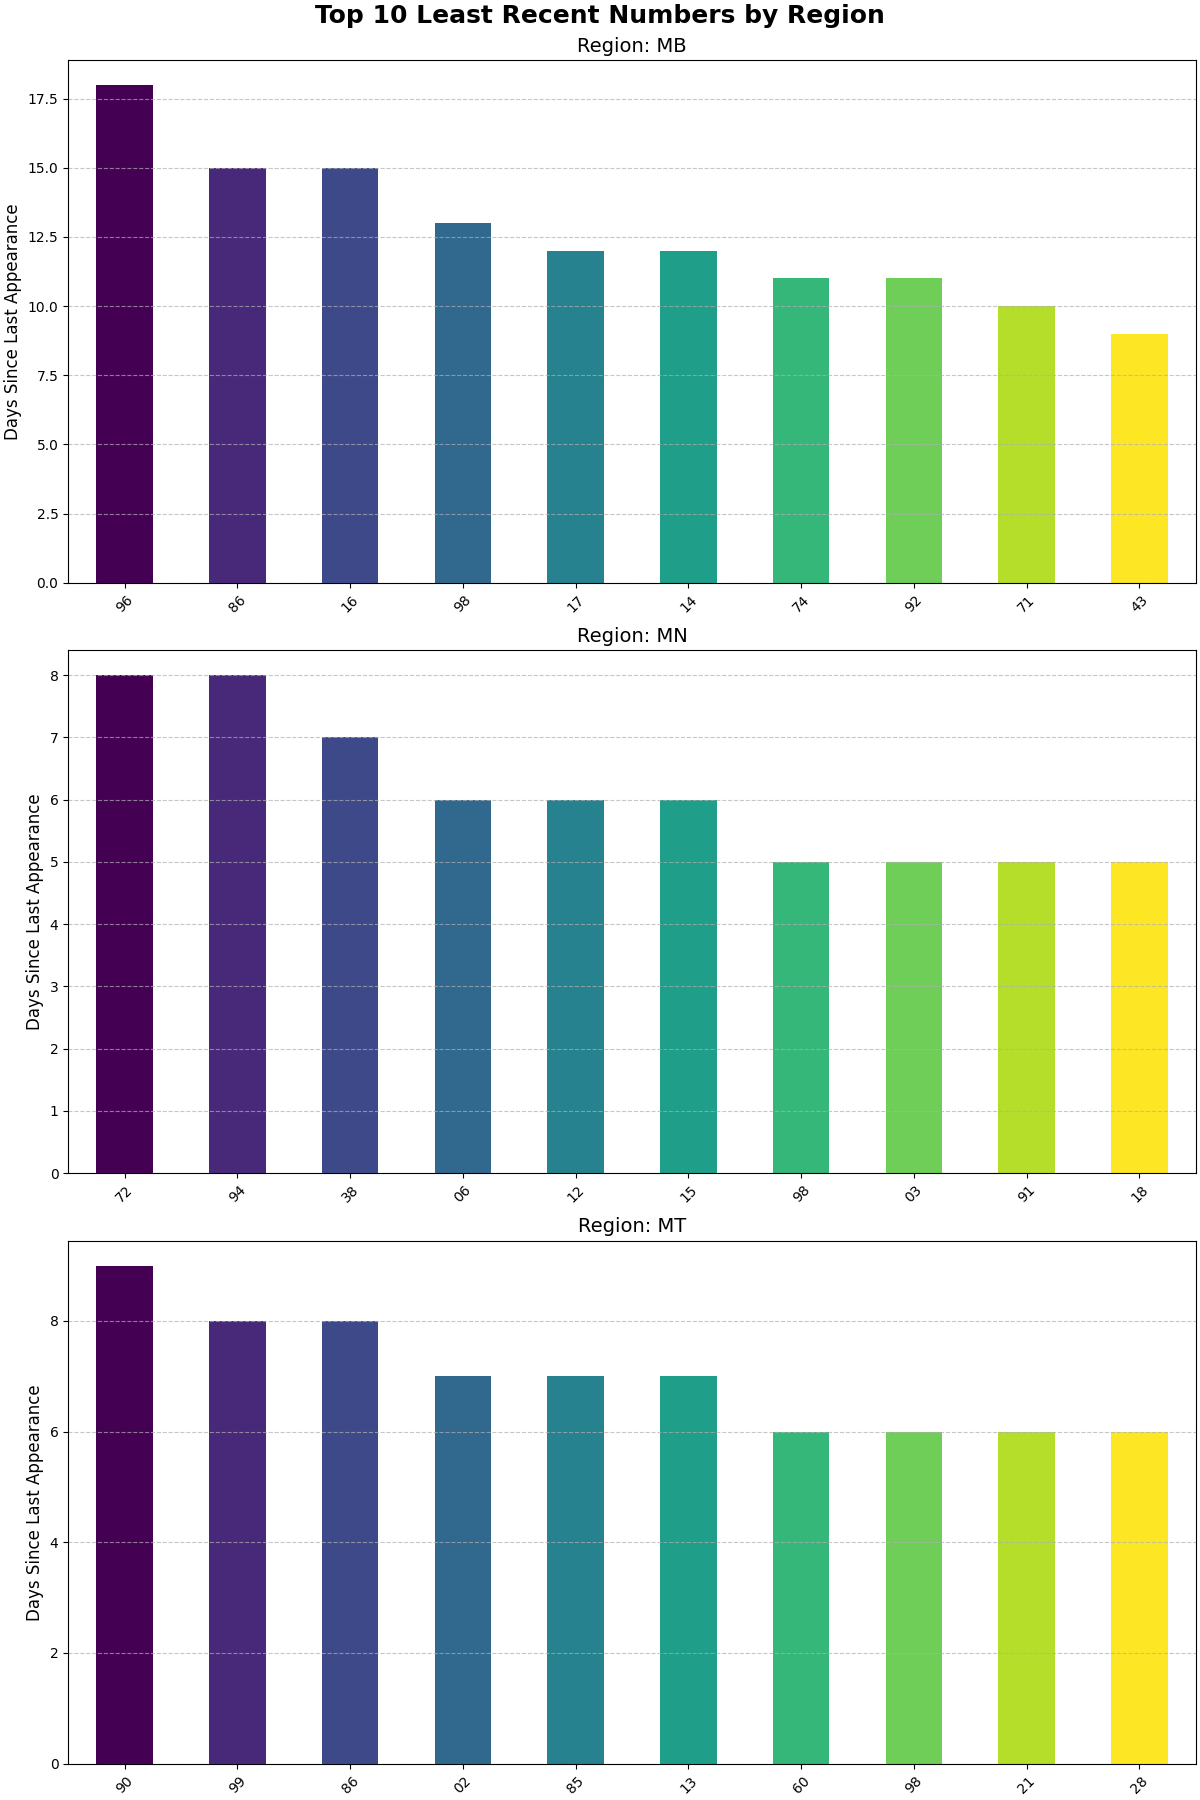 Top 10 Least Recent Numbers by Region
Region: MB
Days Since Last Appearance
17.5
15.0
12.5
10.0
7.5
5.0
2.5
0.0
96 86 16 98 17 14 74 92 71 43
Region: MN
Days Since Last Appearance
8
7
6
5
4
3
2
1
0
72 94 38 06 12 15 98 03 91 18
Region: MT
Days Since Last Appearance
8
6
4
2
0
90 99 86 02 85 13 60 98 21 28